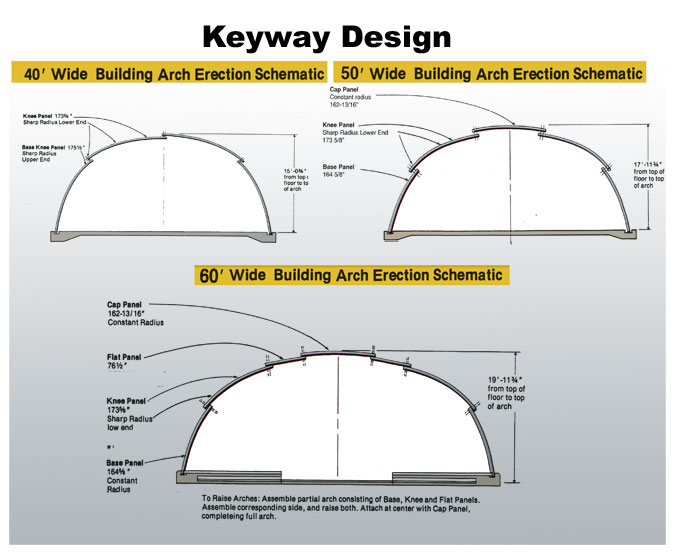 Keyway Design
40' Wide Building Arch Erection Schematic
Knee Panel 173⅝"
Sharp Radius Lower End
Base Knee Panel 175½"
Sharp Radius
Upper End
15'-0¾"
from top
floor to to
of arch
50' Wide Building Arch Erection Schematic
Cap Panel
Constant radius
162-13/16"
Knee Panel
Sharp Radius Lower End
173 5/8"
Base Panel
164 5/8"
17'-11¾"
from top of
floor to top
of arch
60' Wide Building Arch Erection Schematic
Cap Panel
162-13/16"
Constant Radius
Flat Panel
76½"
Knee Panel
173⅝"
Sharp Radius
low end
Base Panel
164⅝"
Constant
Radius
19'-11¾"
from top of
floor to top
of arch
To Raise Arches: Assemble partial arch consisting of Base, Knee and Flat Panels.
Assemble corresponding side, and raise both. Attach at center with Cap Panel,
completeing full arch.